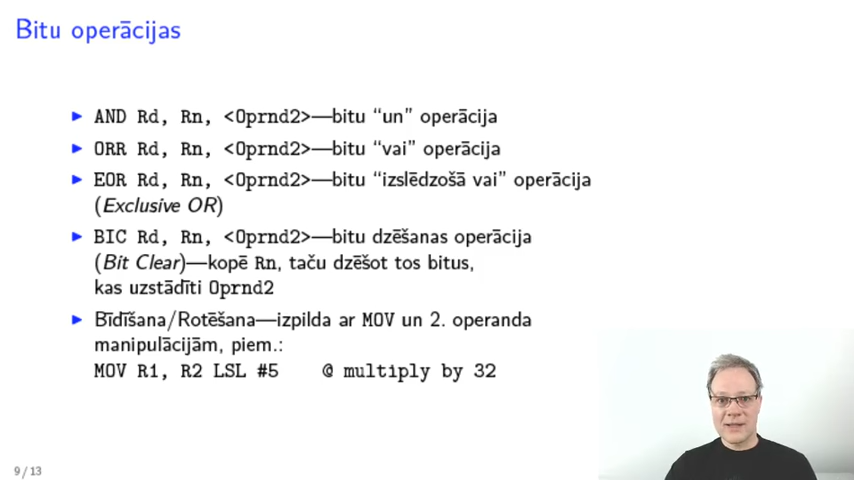 Bitu operācijas
▶ AND Rd, Rn, <Oprnd2>—bitu “un” operācija
▶ ORR Rd, Rn, <Oprnd2>—bitu “vai” operācija
▶ EOR Rd, Rn, <Oprnd2>—bitu “izslēdzošā vai” operācija
(Exclusive OR)
▶ BIC Rd, Rn, <Oprnd2>—bitu dzēšanas operācija
(Bit Clear)—kopē Rn, taču dzēšot tos bitus,
kas uzstādīti Oprnd2
▶ Bīdīšana/Rotēšana—izpilda ar MOV un 2. operanda
manipulācijām, piem.:
MOV R1, R2 LSL #5 @ multiply by 32
9 / 13